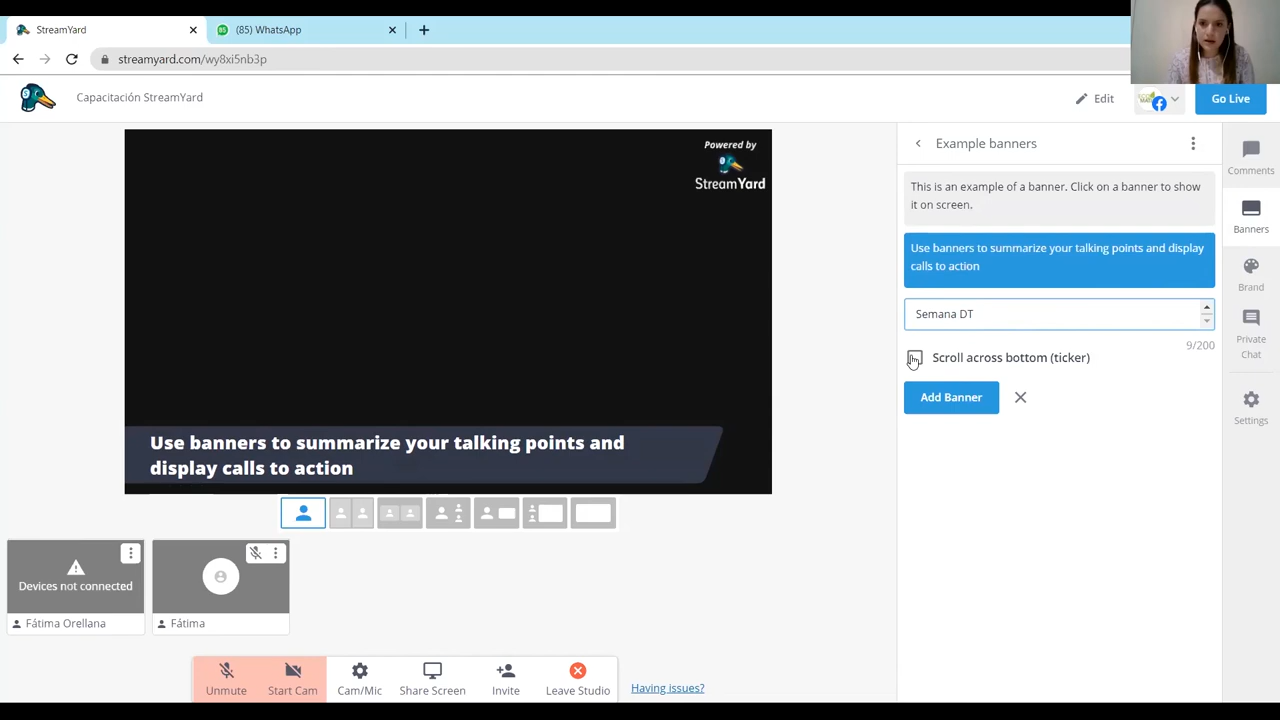 StreamYard
(85) WhatsApp
streamyard.com/wy8xi5nb3p
Capacitación StreamYard
Edit
Go Live
Powered by
StreamYard
Use banners to summarize your talking points and
display calls to action
Example banners
This is an example of a banner. Click on a banner to show
it on screen.
Use banners to summarize your talking points and display
calls to action
Semana DT
9/200
Scroll across bottom (ticker)
Add Banner
Comments
Banners
Brand
Private
Chat
Settings
Devices not connected
Fátima Orellana
Fátima
Unmute
Start Cam
Cam/Mic
Share Screen
Invite
Leave Studio
Having issues?